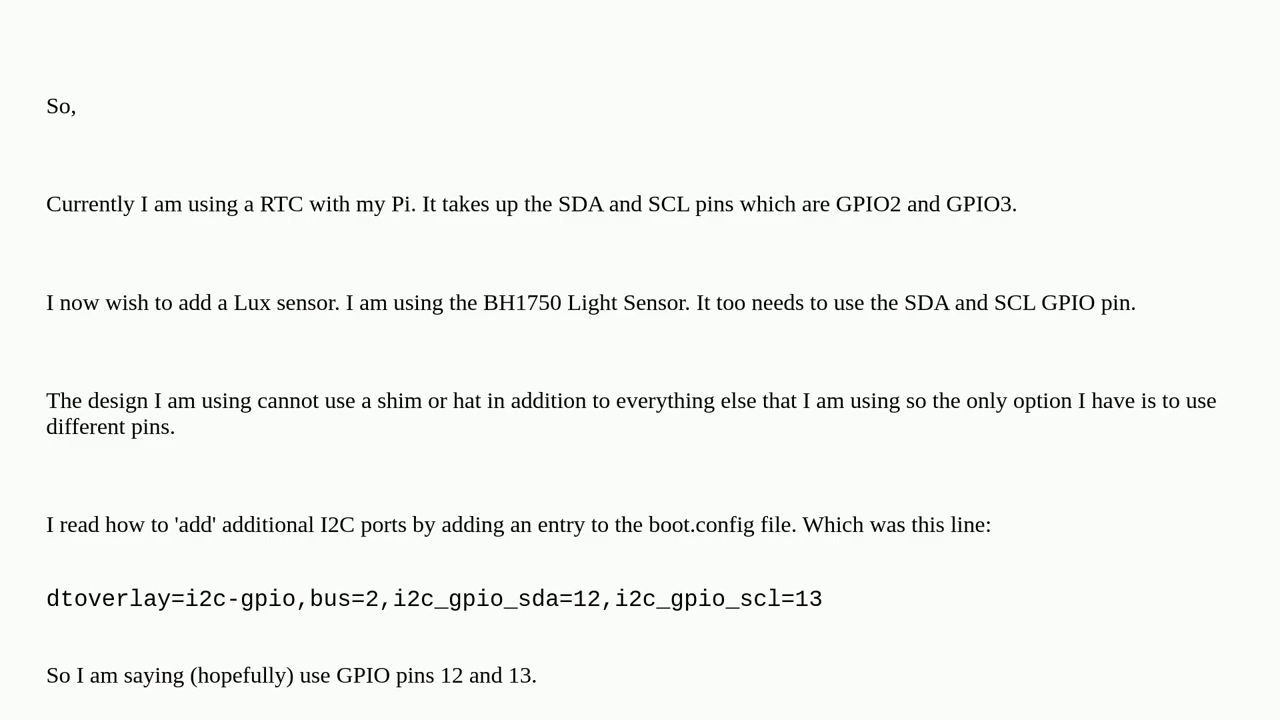 So,
Currently I am using a RTC with my Pi. It takes up the SDA and SCL pins which are GPIO2 and GPIO3.
I now wish to add a Lux sensor. I am using the BH1750 Light Sensor. It too needs to use the SDA and SCL GPIO pin.
The design I am using cannot use a shim or hat in addition to everything else that I am using so the only option I have is to use
different pins.
I read how to 'add' additional I2C ports by adding an entry to the boot.config file. Which was this line:
dtoverlay=i2c-gpio,bus=2,i2c_gpio_sda=12,i2c_gpio_scl=13
So I am saying (hopefully) use GPIO pins 12 and 13.